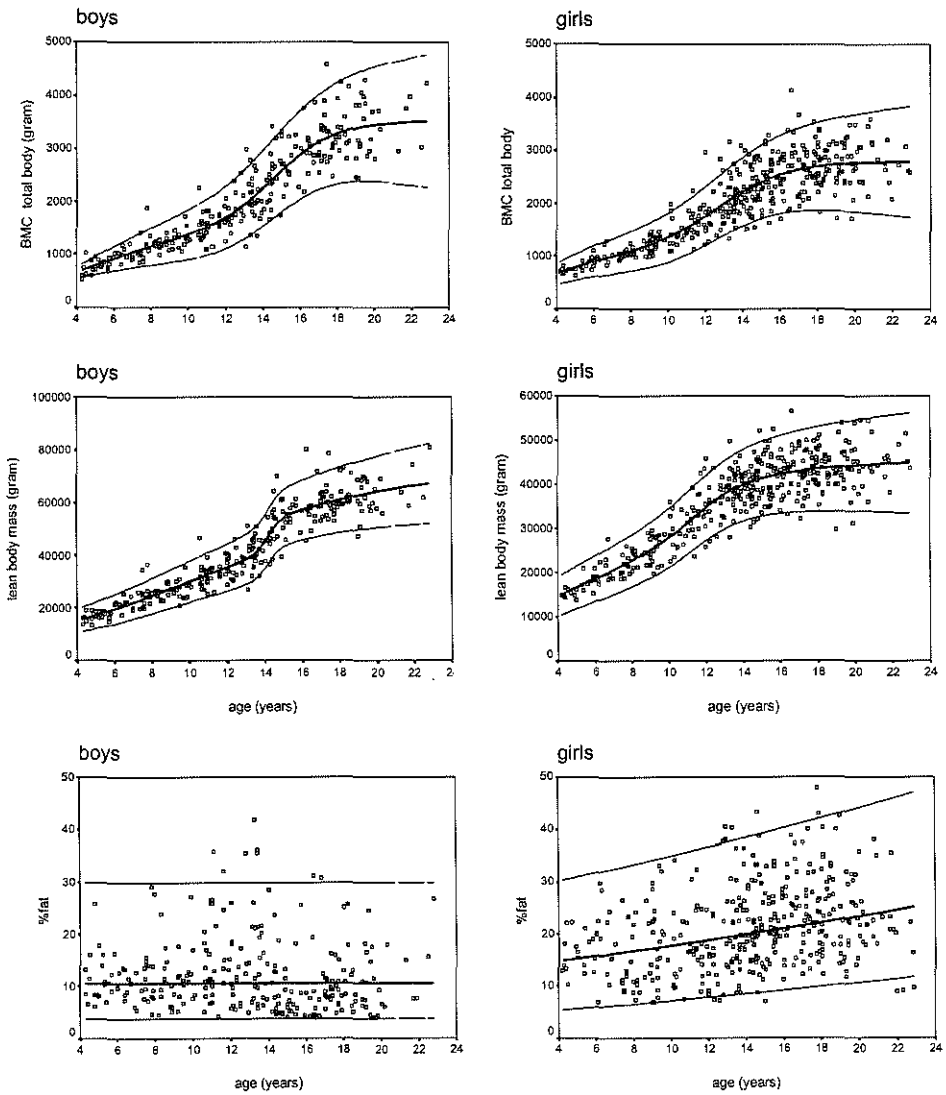 boys
BMC total body (gram)
5000
4000
3000
2000
1000
0
4 6 8 10 12 14 16 18 20 22 24
girls
BMC total body
5000
4000
3000
2000
1000
0
4 6 8 10 12 14 16 18 20 22 24
boys
lean body mass (gram)
100000
80000
60000
40000
20000
0
4 6 8 10 12 14 16 18 20 22 24
age (years)
girls
lean body mass (gram)
60000
50000
40000
30000
20000
10000
0
4 6 8 10 12 14 16 18 20 22 24
age (years)
boys
%fat
50
40
30
20
10
0
4 6 8 10 12 14 16 18 20 22 24
age (years)
girls
%fat
50
40
30
20
10
0
4 6 8 10 12 14 16 18 20 22 24
age (years)